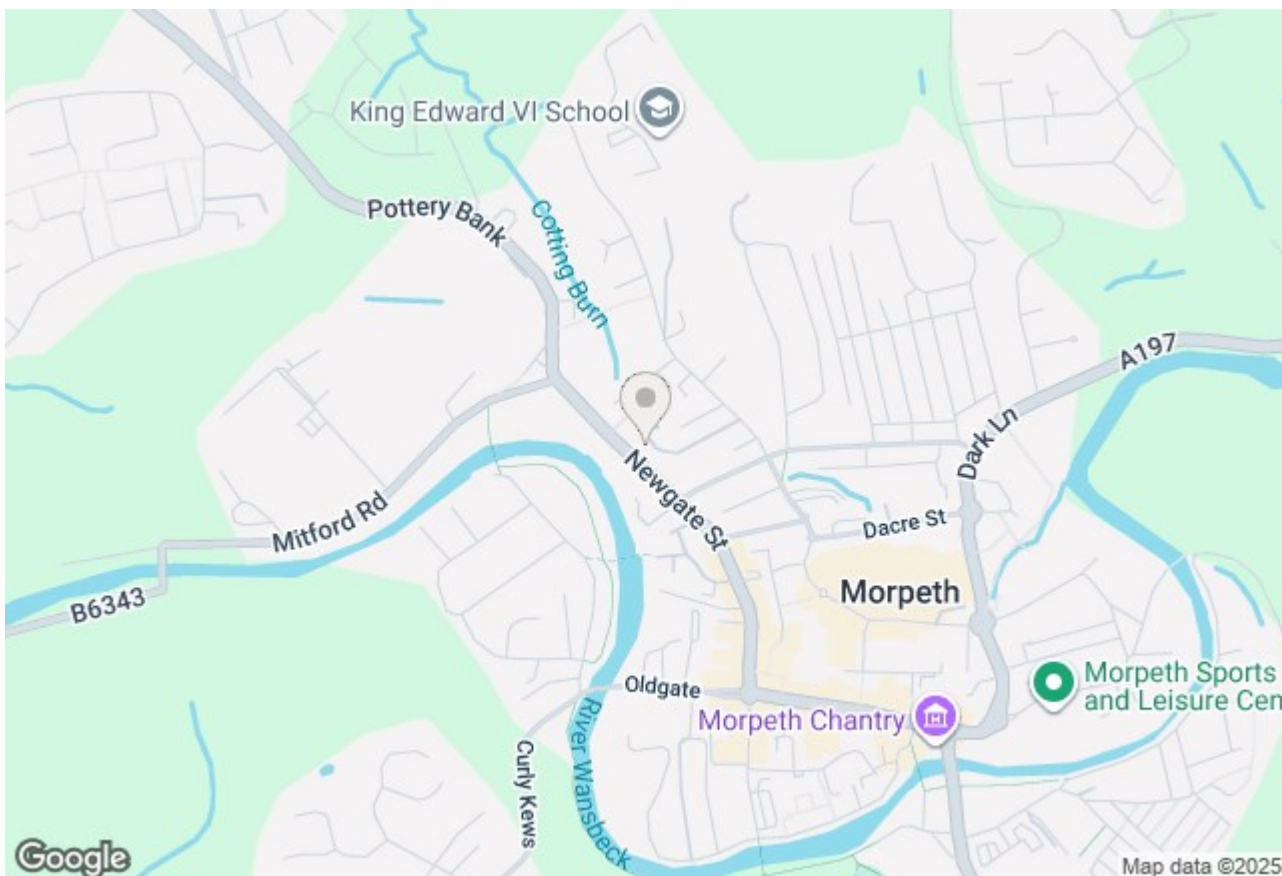 King Edward VI School
Pottery Bank
Cotting Burn
A197
Dark Ln
Newgate St
Mitford Rd
Dacre St
B6343
Morpeth
Morpeth Sports
and Leisure Cen
Oldgate
Morpeth Chantry
River Wansbeck
Curly Kews
Google
Map data ©2025